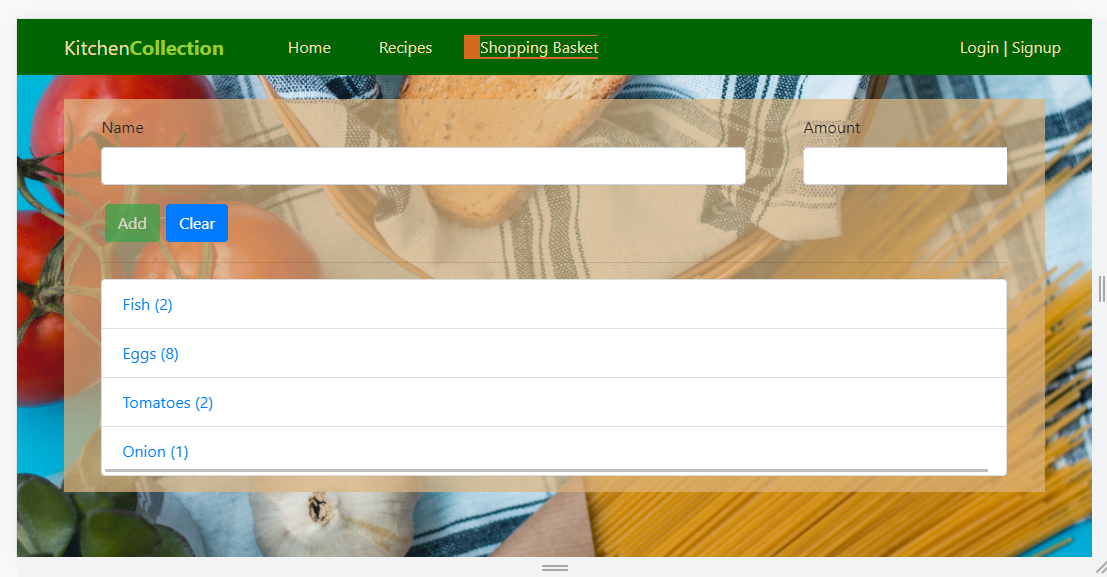 KitchenCollection Home Recipes Shopping Basket Login | Signup
Name Amount
Add Clear
Fish (2)
Eggs (8)
Tomatoes (2)
Onion (1)